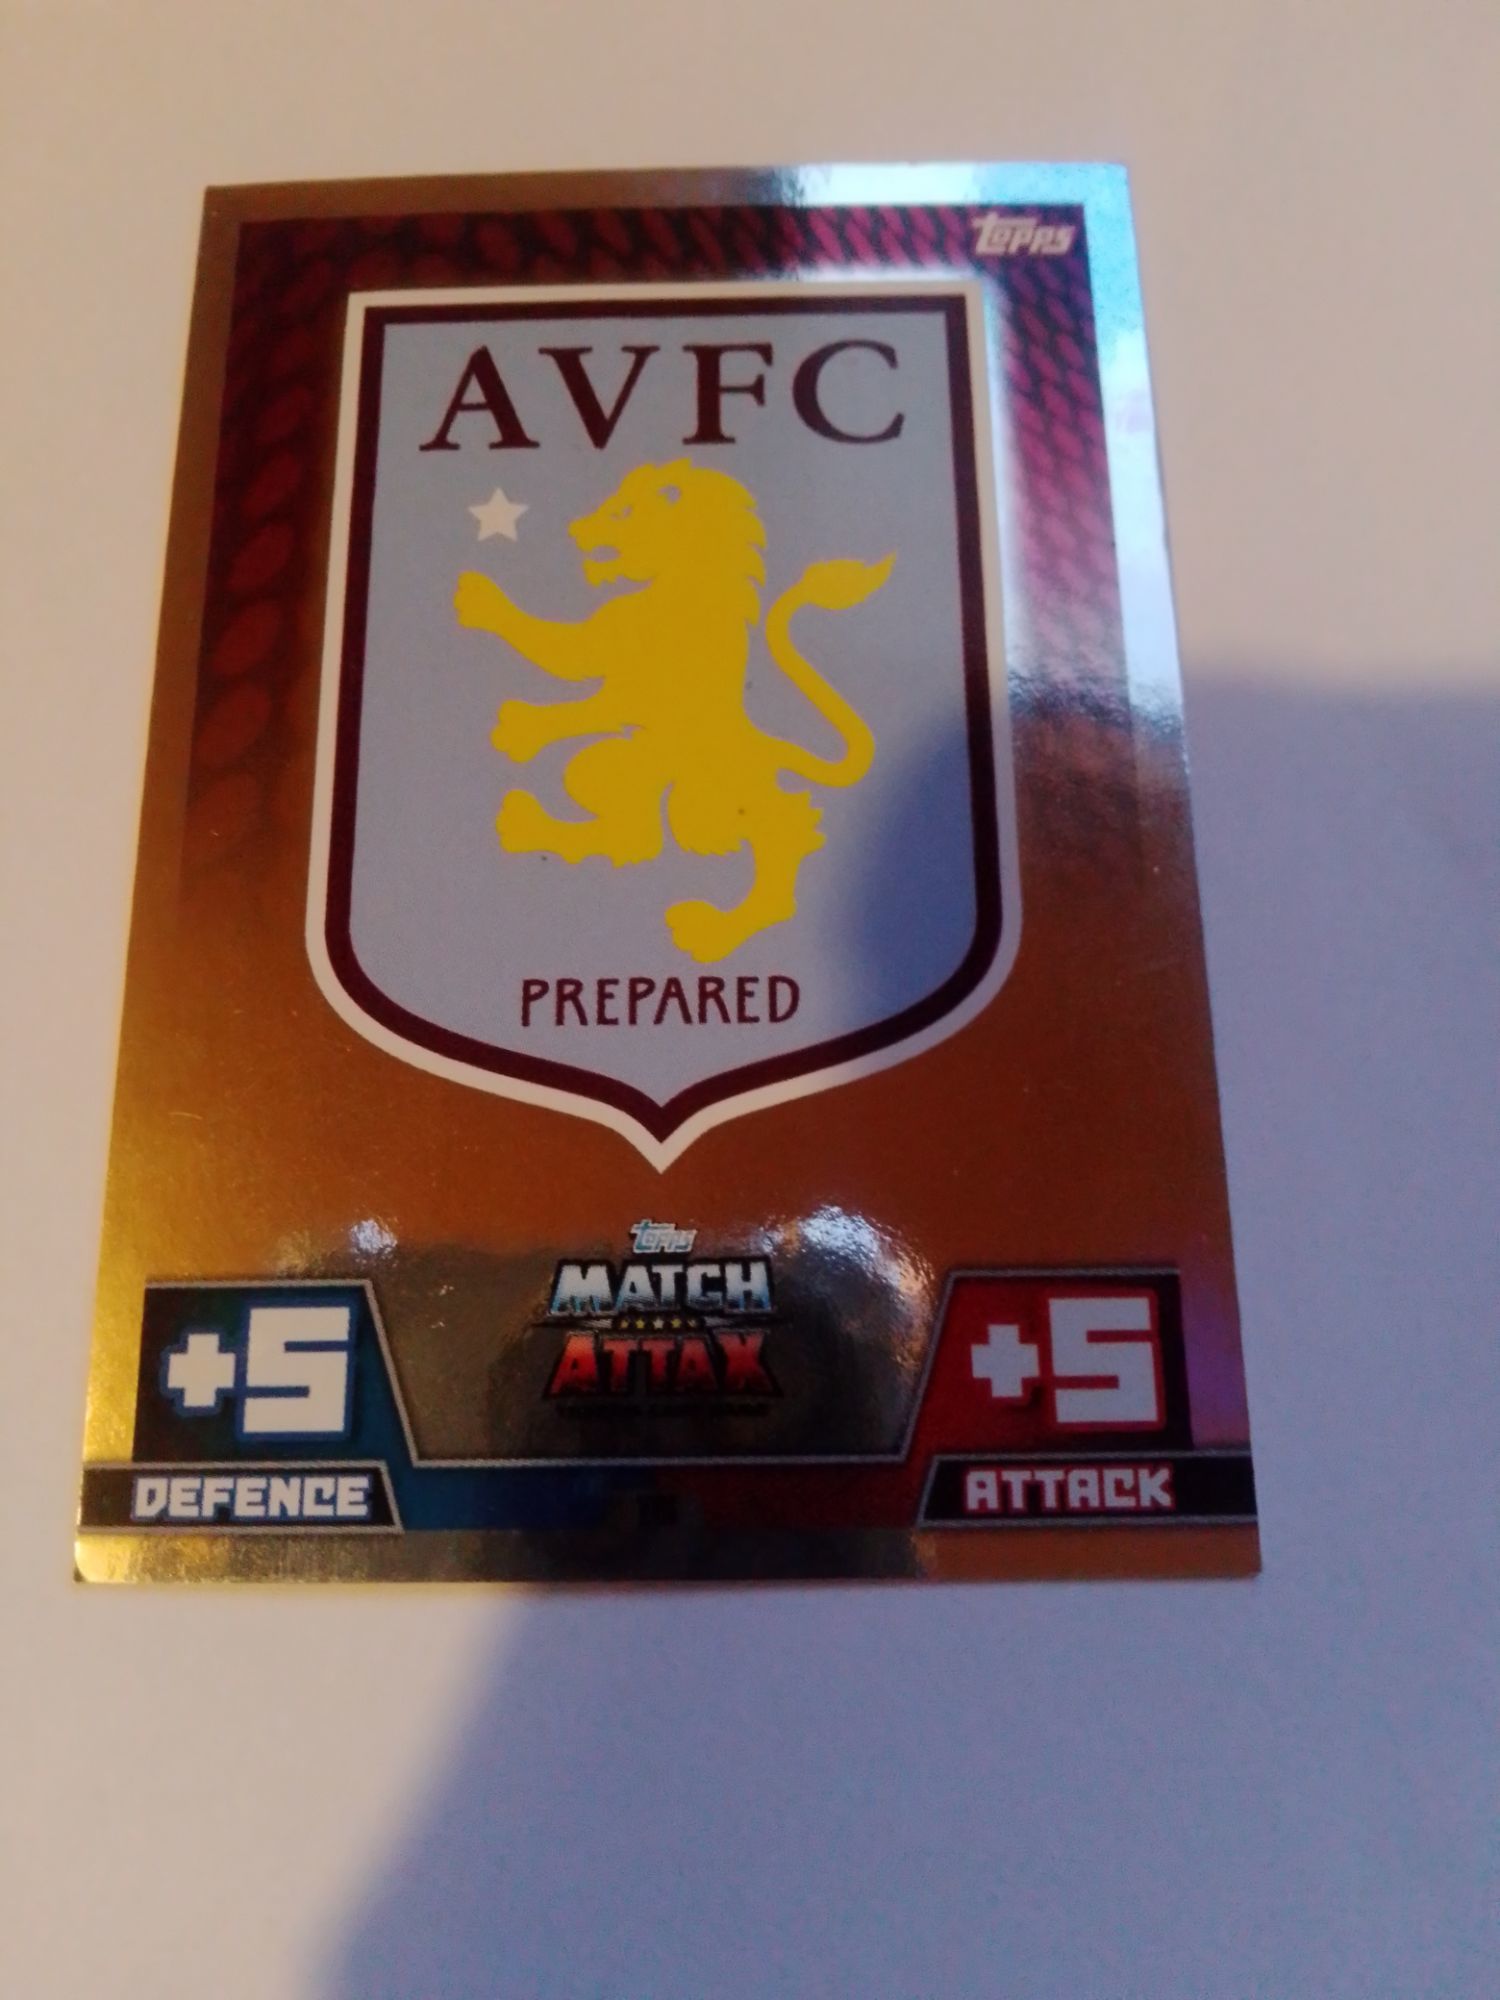 topps
AVFC
PREPARED
topps
MATCH
ATTAX
+5
+5
DEFENCE
ATTACK